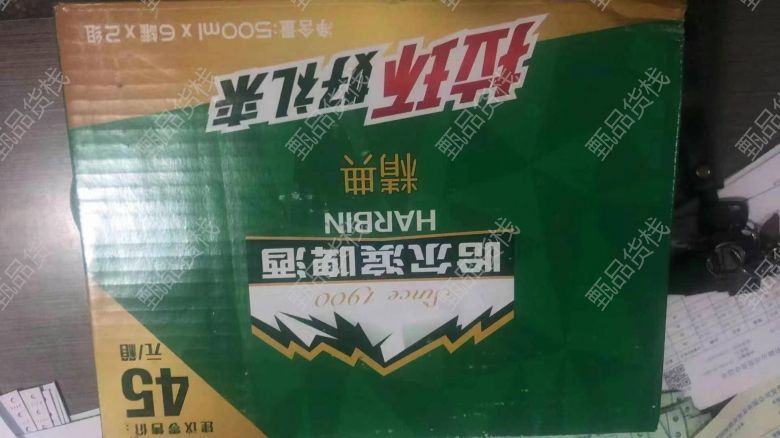 建议零售价:
45
元/箱
Since 1900
哈尔滨啤酒
HARBIN
精典
拉环好礼来
净含量:500ml x 6罐 x 2组
甄品货栈